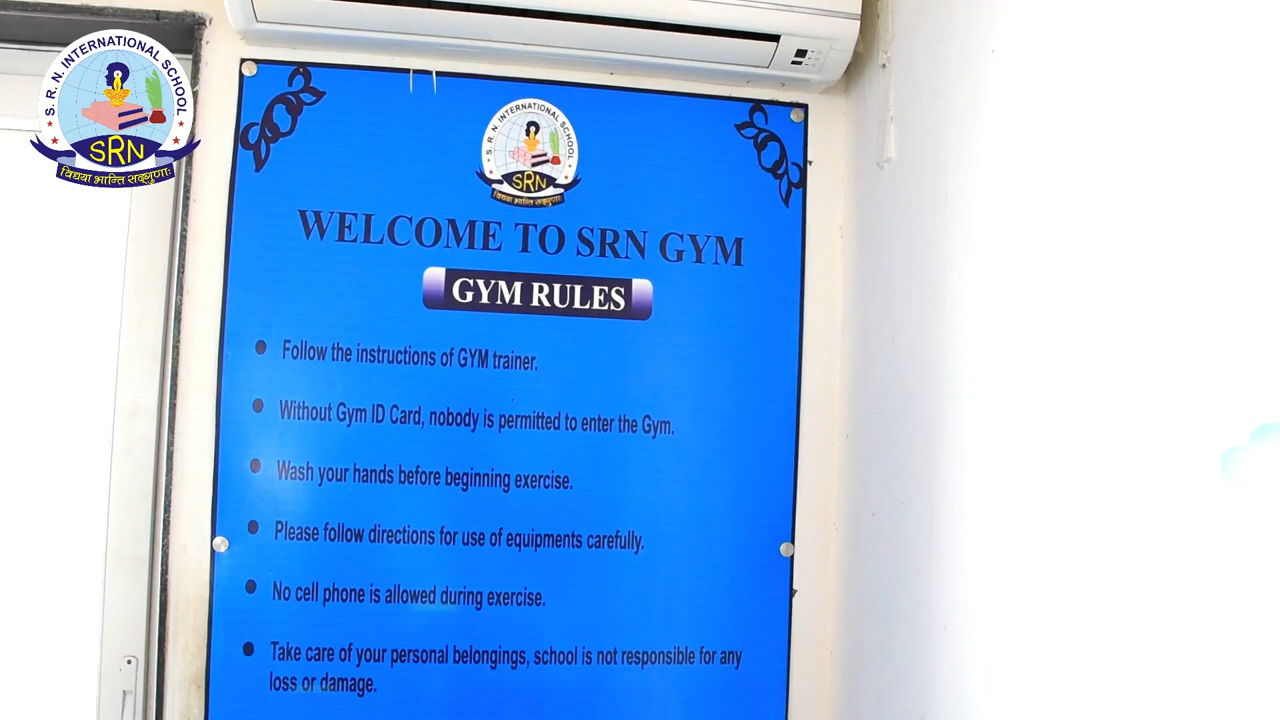 S. R. N. INTERNATIONAL SCHOOL
SRN
विद्यया भान्ति सद्गुणाः
S. R. N. INTERNATIONAL SCHOOL
SRN
विद्यया भान्ति सद्गुणाः
WELCOME TO SRN GYM
GYM RULES
● Follow the instructions of GYM trainer.
● Without Gym ID Card, nobody is permitted to enter the Gym.
● Wash your hands before beginning exercise.
● Please follow directions for use of equipments carefully.
● No cell phone is allowed during exercise.
● Take care of your personal belongings, school is not responsible for any
loss or damage.